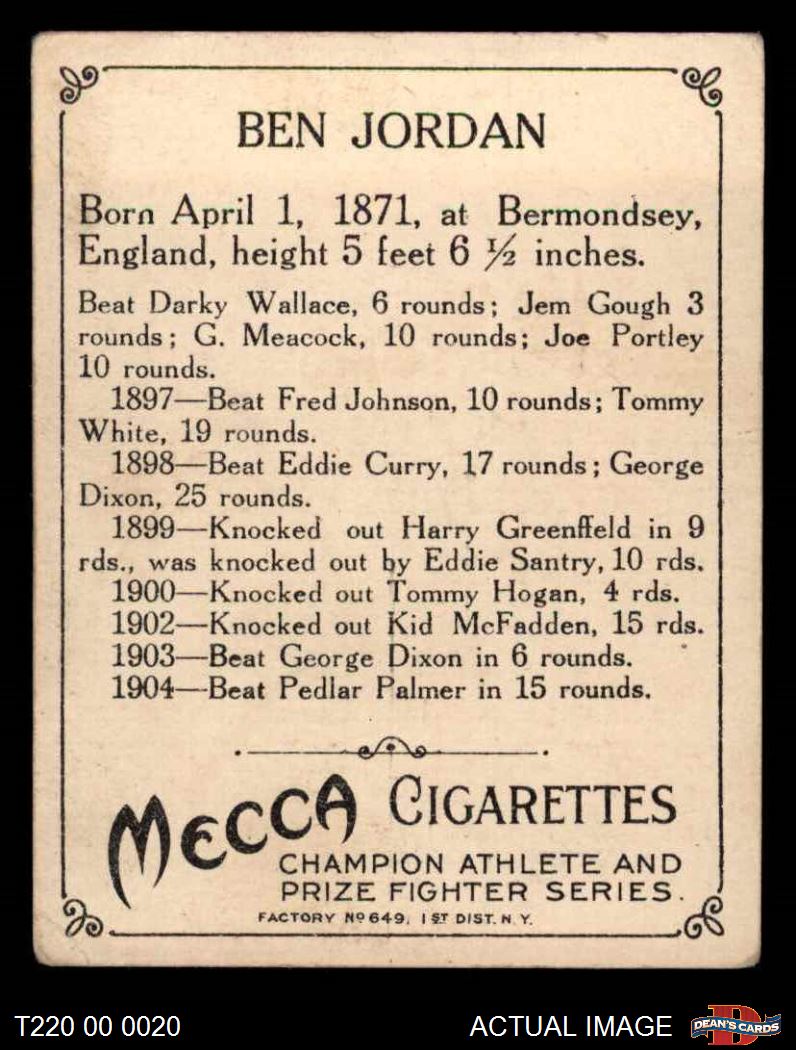 BEN JORDAN
Born April 1, 1871, at Bermondsey,
England, height 5 feet 6 ½ inches.
Beat Darky Wallace, 6 rounds; Jem Gough 3
rounds; G. Meacock, 10 rounds; Joe Portley
10 rounds.
1897—Beat Fred Johnson, 10 rounds; Tommy
White, 19 rounds.
1898—Beat Eddie Curry, 17 rounds; George
Dixon, 25 rounds.
1899—Knocked out Harry Greenffeld in 9
rds., was knocked out by Eddie Santry, 10 rds.
1900—Knocked out Tommy Hogan, 4 rds.
1902—Knocked out Kid McFadden, 15 rds.
1903—Beat George Dixon in 6 rounds.
1904—Beat Pedlar Palmer in 15 rounds.
MECCA CIGARETTES
CHAMPION ATHLETE AND
PRIZE FIGHTER SERIES.
FACTORY Nº 649, 1ST DIST. N.Y.
T220 00 0020 ACTUAL IMAGE D DEAN'S CARDS